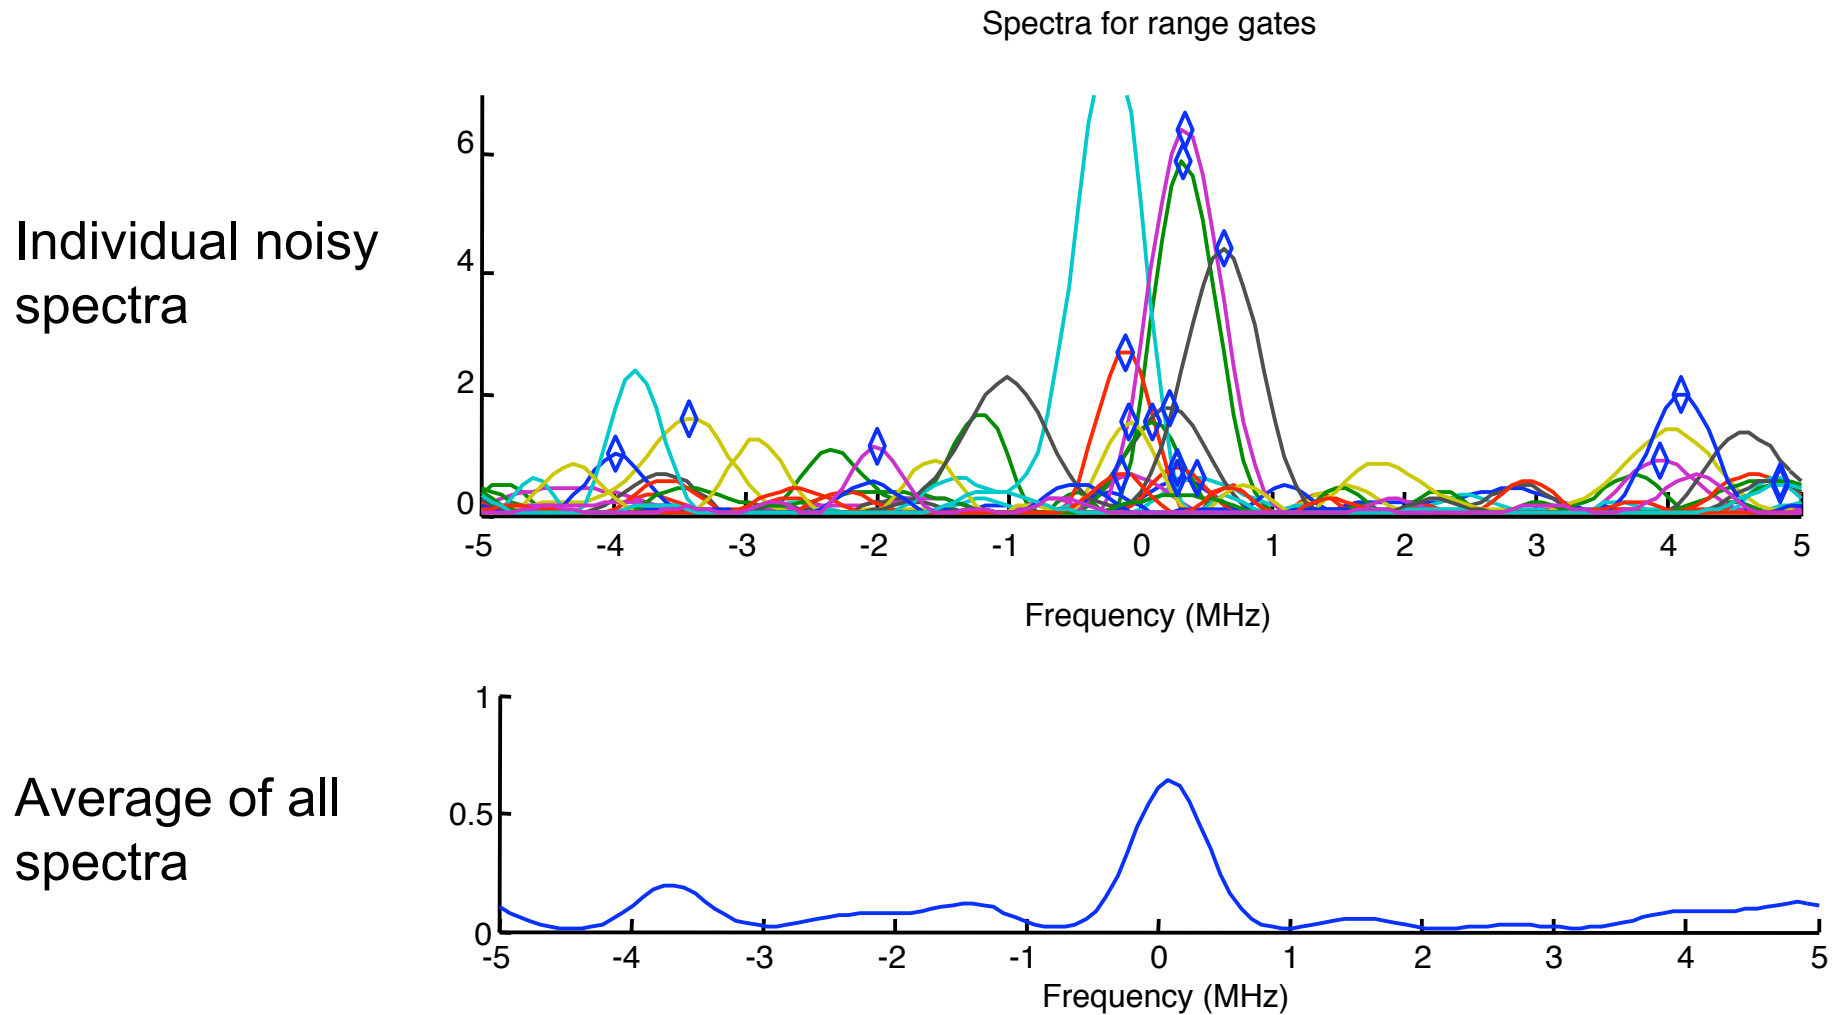 Spectra for range gates
Individual noisy
spectra
6
4
2
0
-5 -4 -3 -2 -1 0 1 2 3 4 5
Frequency (MHz)
Average of all
spectra
1
0.5
0
-5 -4 -3 -2 -1 0 1 2 3 4 5
Frequency (MHz)